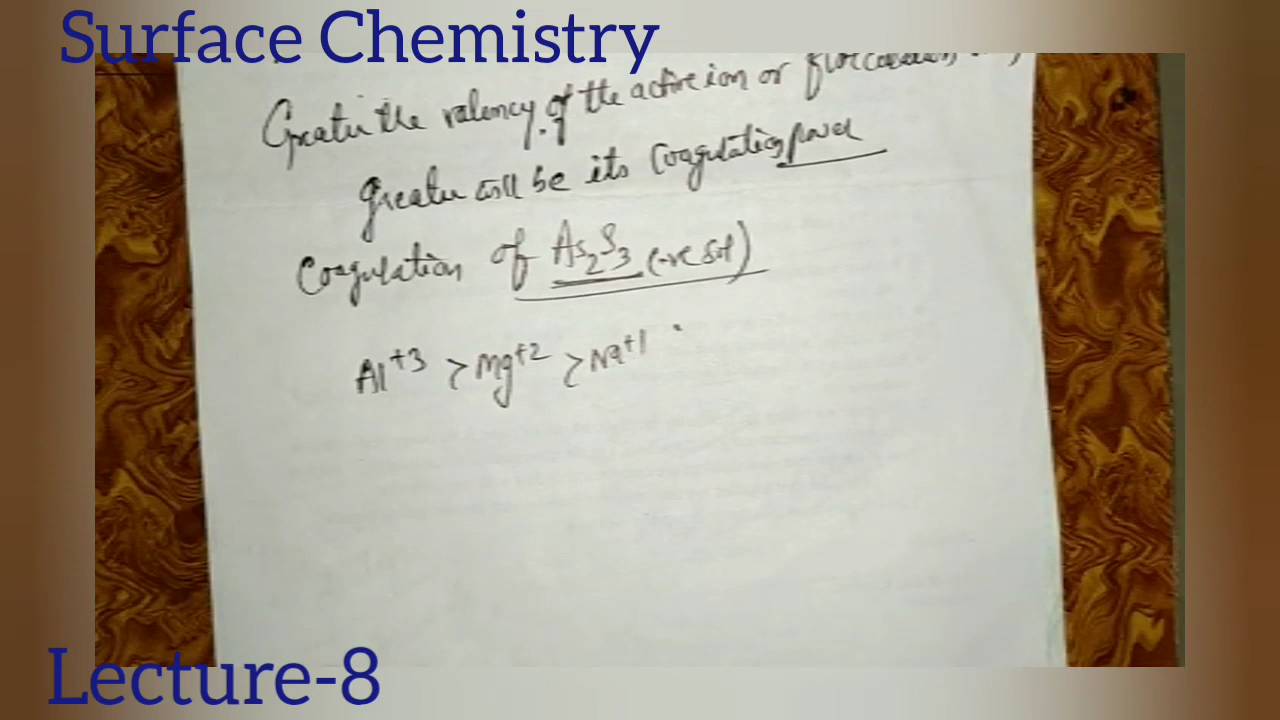 Surface Chemistry
Greater the valency of the active ion or
greater will be its Coagulation power
Coagulation of As2S3 (-ve sol)
Al+3 > Mg+2 > Na+1
Lecture-8